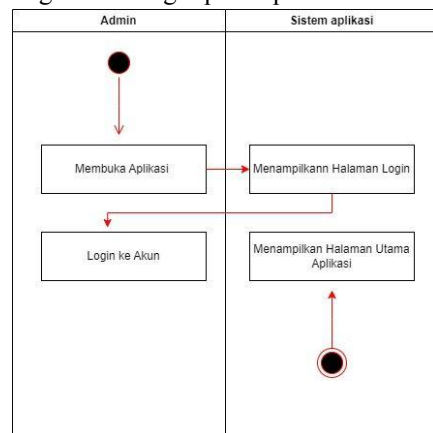 Admin
Sistem aplikasi
Membuka Aplikasi
Menampilkann Halaman Login
Login ke Akun
Menampilkan Halaman Utama
Aplikasi